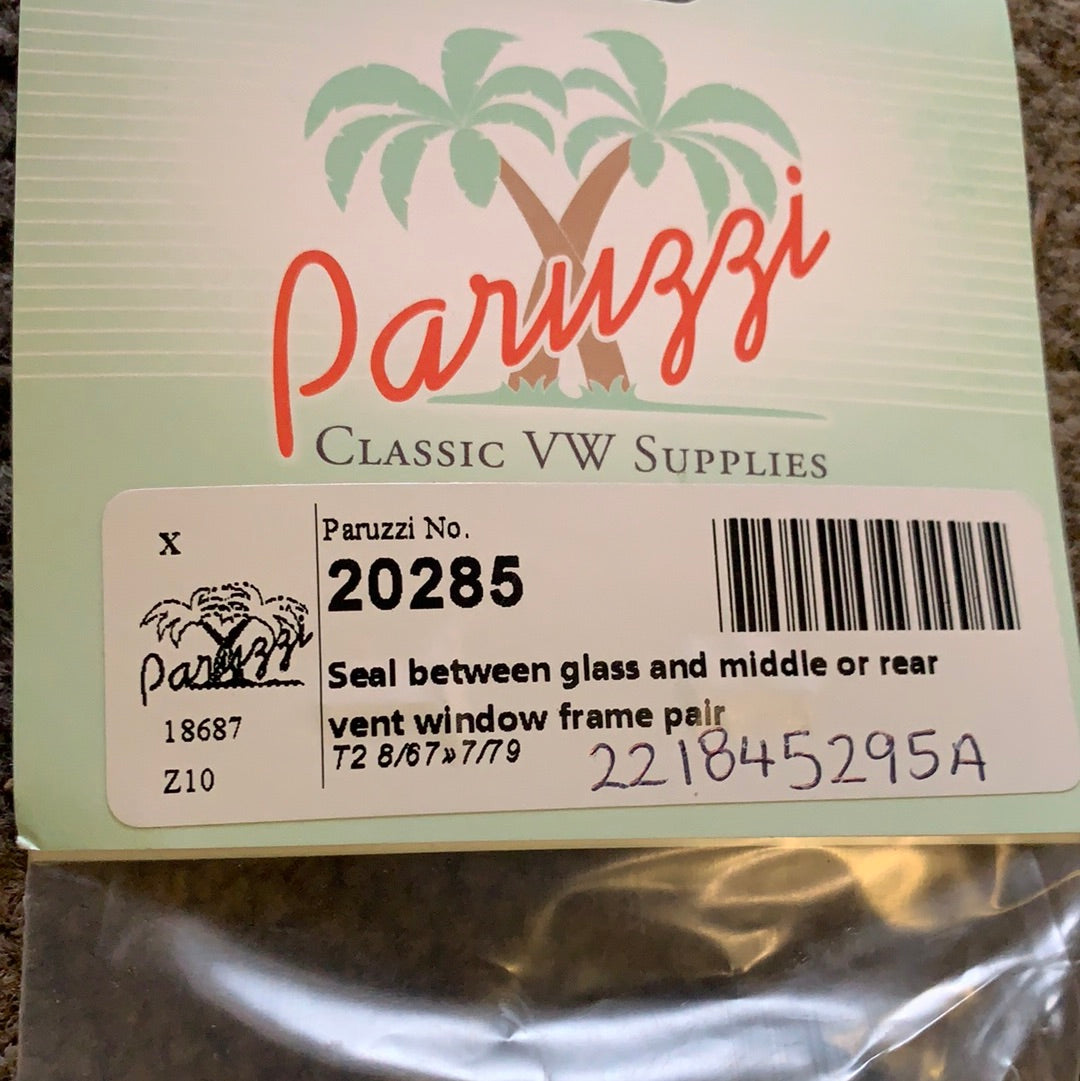 Paruzzi
CLASSIC VW SUPPLIES
X
Paruzzi
18687
Z10
Paruzzi No.
20285
Seal between glass and middle or rear
vent window frame pair
T2 8/67»7/79
221845295A